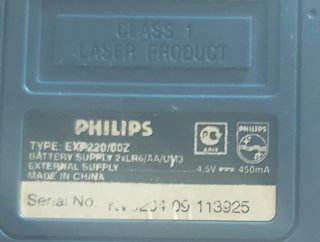 CLASS 1
LASER PRODUCT
PHILIPS
TYPE: EXP220/00Z
BATTERY SUPPLY 2xLR6/AA/UM3
EXTERNAL SUPPLY 4.5V 450mA
MADE IN CHINA
PHILIPS
Serial No. 09 113925